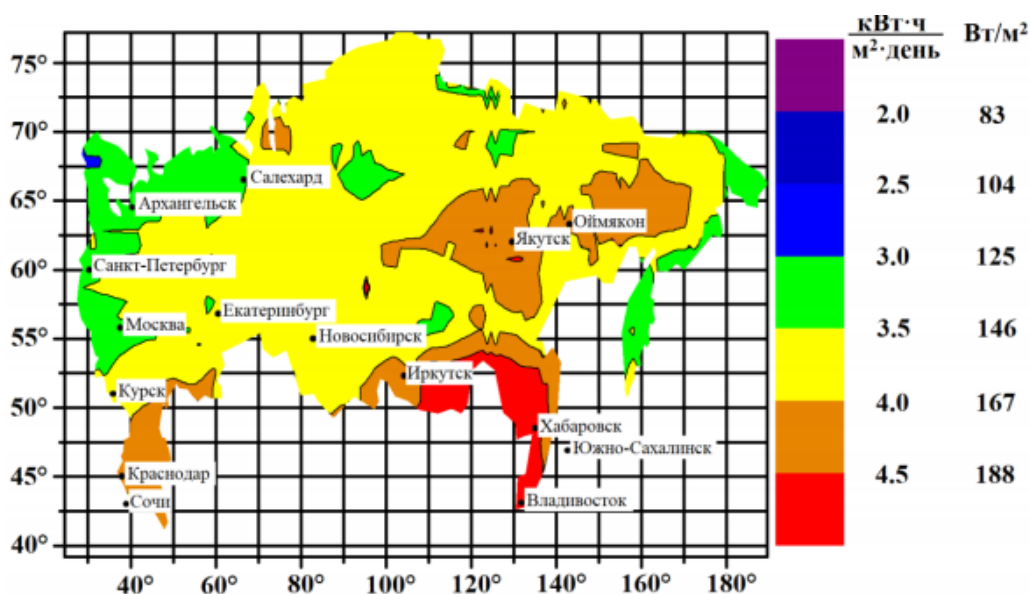 кВт·ч Вт/м²
м²·день
75°
2.0 83
70°
Салехард
2.5 104
65°
Архангельск
Оймякон
Якутск
3.0 125
60°
Санкт-Петербург
Екатеринбург
3.5 146
55°
Москва
Новосибирск
Иркутск
50°
Курск
4.0 167
Хабаровск
Южно-Сахалинск
45°
Краснодар
4.5 188
Сочи
Владивосток
40°
40° 60° 80° 100° 120° 140° 160° 180°